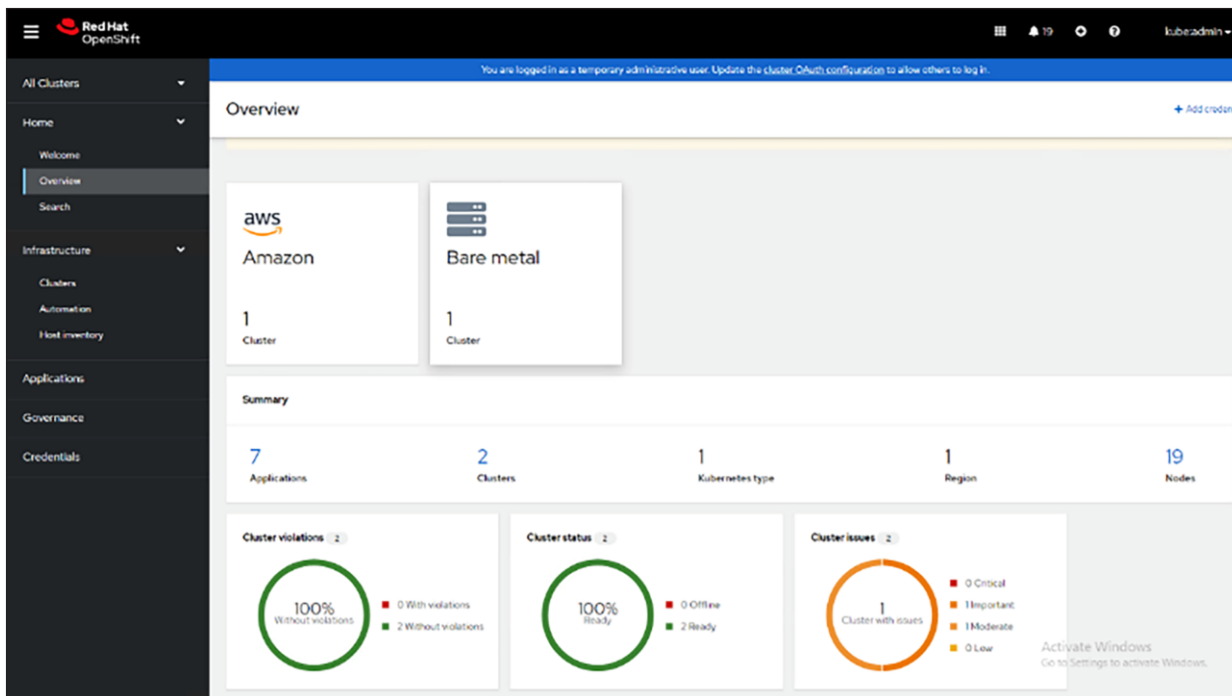 Red Hat
OpenShift
19
kube:admin
You are logged in as a temporary administrative user. Update the cluster OAuth configuration to allow others to log in.
All Clusters
Home
Welcome
Overview
Search
Infrastructure
Clusters
Automation
Host inventory
Applications
Governance
Credentials
Overview
+ Add
aws
Amazon
1
Cluster
Bare metal
1
Cluster
Summary
7
Applications
2
Clusters
1
Kubernetes type
1
Region
19
Nodes
Cluster violations 2
100%
Without violations
0 With violations
2 Without violations
Cluster status 2
100%
Ready
0 Offline
2 Ready
Cluster issues 2
1
Cluster with issues
0 Critical
1 Important
1 Moderate
0 Low
Activate Windows
Go to Settings to activate Windows.